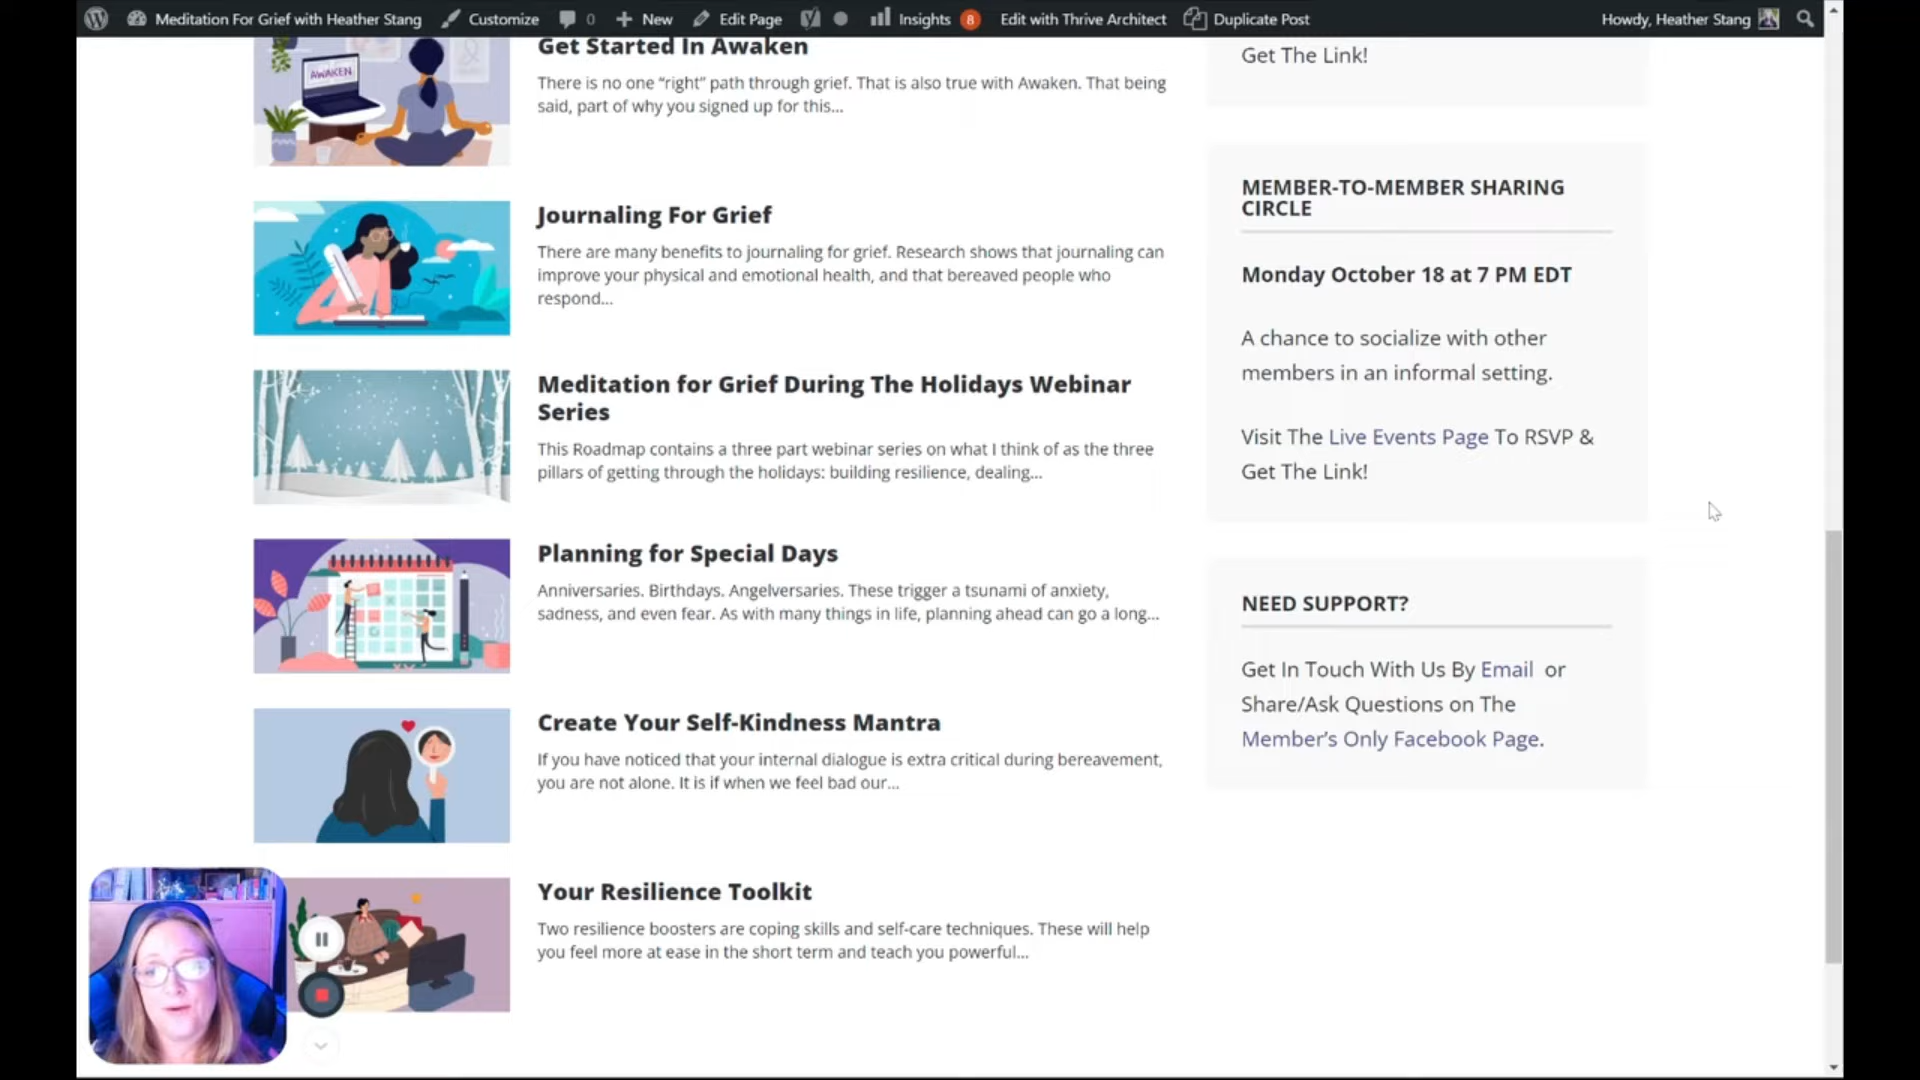 Meditation For Grief with Heather Stang Customize 0 New Edit Page Insights 8 Edit with Thrive Architect Duplicate Post Howdy, Heather Stang
Get Started In Awaken
There is no one “right” path through grief. That is also true with Awaken. That being
said, part of why you signed up for this...
AWAKEN
Journaling For Grief
There are many benefits to journaling for grief. Research shows that journaling can
improve your physical and emotional health, and that bereaved people who
respond...
Meditation for Grief During The Holidays Webinar
Series
This Roadmap contains a three part webinar series on what I think of as the three
pillars of getting through the holidays: building resilience, dealing...
Planning for Special Days
Anniversaries. Birthdays. Angelversaries. These trigger a tsunami of anxiety,
sadness, and even fear. As with many things in life, planning ahead can go a long...
Create Your Self-Kindness Mantra
If you have noticed that your internal dialogue is extra critical during bereavement,
you are not alone. It is if when we feel bad our...
Your Resilience Toolkit
Two resilience boosters are coping skills and self-care techniques. These will help
you feel more at ease in the short term and teach you powerful...
Get The Link!
MEMBER-TO-MEMBER SHARING
CIRCLE
Monday October 18 at 7 PM EDT
A chance to socialize with other
members in an informal setting.
Visit The Live Events Page To RSVP &
Get The Link!
NEED SUPPORT?
Get In Touch With Us By Email or
Share/Ask Questions on The
Member’s Only Facebook Page.